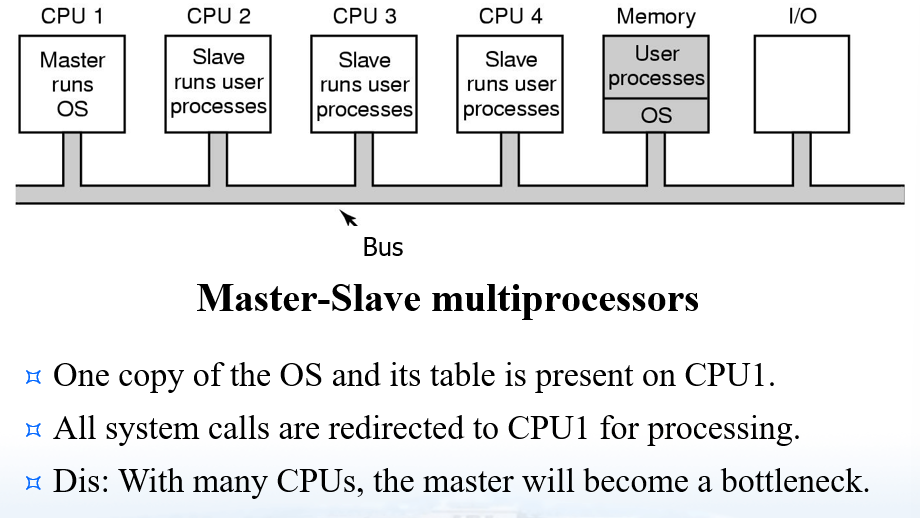 CPU 1 CPU 2 CPU 3 CPU 4 Memory I/O
Master
runs
OS
Slave
runs user
processes
Slave
runs user
processes
Slave
runs user
processes
User
processes
OS
Bus
Master-Slave multiprocessors
One copy of the OS and its table is present on CPU1.
All system calls are redirected to CPU1 for processing.
Dis: With many CPUs, the master will become a bottleneck.